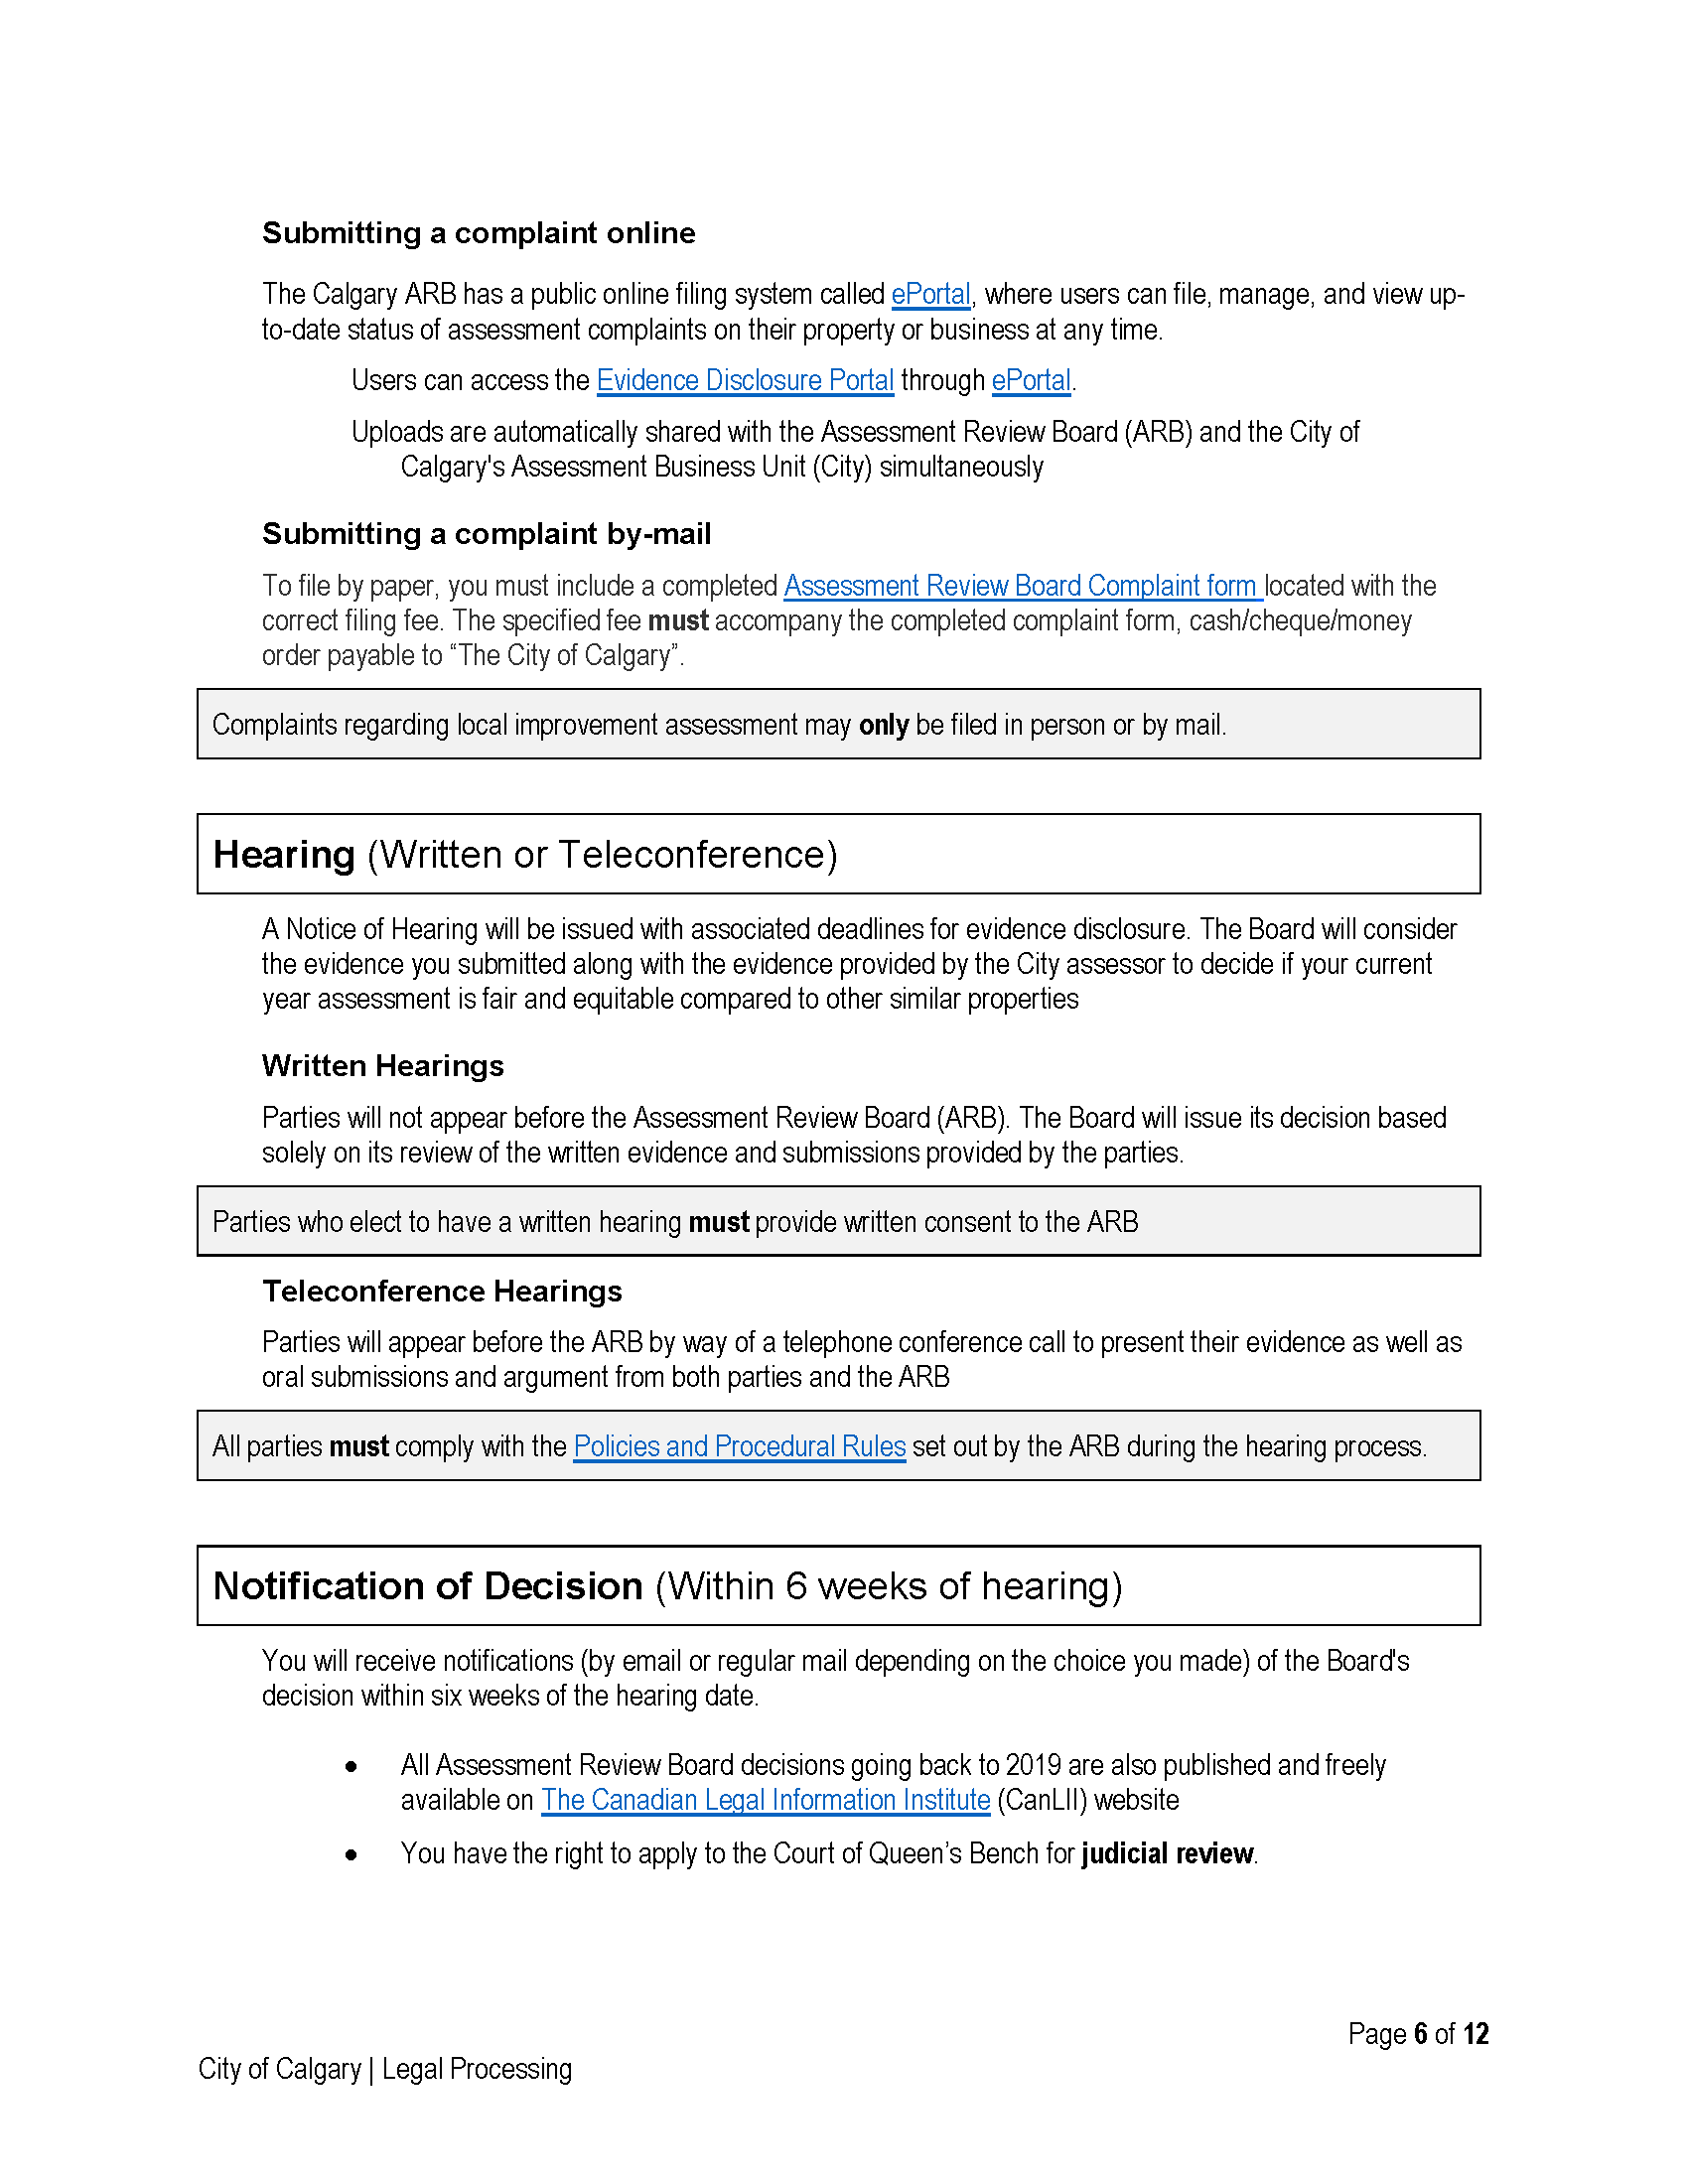 Submitting a complaint online
The Calgary ARB has a public online filing system called ePortal, where users can file, manage, and view up-
to-date status of assessment complaints on their property or business at any time.
Users can access the Evidence Disclosure Portal through ePortal.
Uploads are automatically shared with the Assessment Review Board (ARB) and the City of
Calgary's Assessment Business Unit (City) simultaneously
Submitting a complaint by-mail
To file by paper, you must include a completed Assessment Review Board Complaint form located with the
correct filing fee. The specified fee must accompany the completed complaint form, cash/cheque/money
order payable to “The City of Calgary”.
Complaints regarding local improvement assessment may only be filed in person or by mail.
Hearing (Written or Teleconference)
A Notice of Hearing will be issued with associated deadlines for evidence disclosure. The Board will consider
the evidence you submitted along with the evidence provided by the City assessor to decide if your current
year assessment is fair and equitable compared to other similar properties
Written Hearings
Parties will not appear before the Assessment Review Board (ARB). The Board will issue its decision based
solely on its review of the written evidence and submissions provided by the parties.
Parties who elect to have a written hearing must provide written consent to the ARB
Teleconference Hearings
Parties will appear before the ARB by way of a telephone conference call to present their evidence as well as
oral submissions and argument from both parties and the ARB
All parties must comply with the Policies and Procedural Rules set out by the ARB during the hearing process.
Notification of Decision (Within 6 weeks of hearing)
You will receive notifications (by email or regular mail depending on the choice you made) of the Board's
decision within six weeks of the hearing date.
• All Assessment Review Board decisions going back to 2019 are also published and freely
available on The Canadian Legal Information Institute (CanLII) website
• You have the right to apply to the Court of Queen’s Bench for judicial review.
Page 6 of 12
City of Calgary | Legal Processing